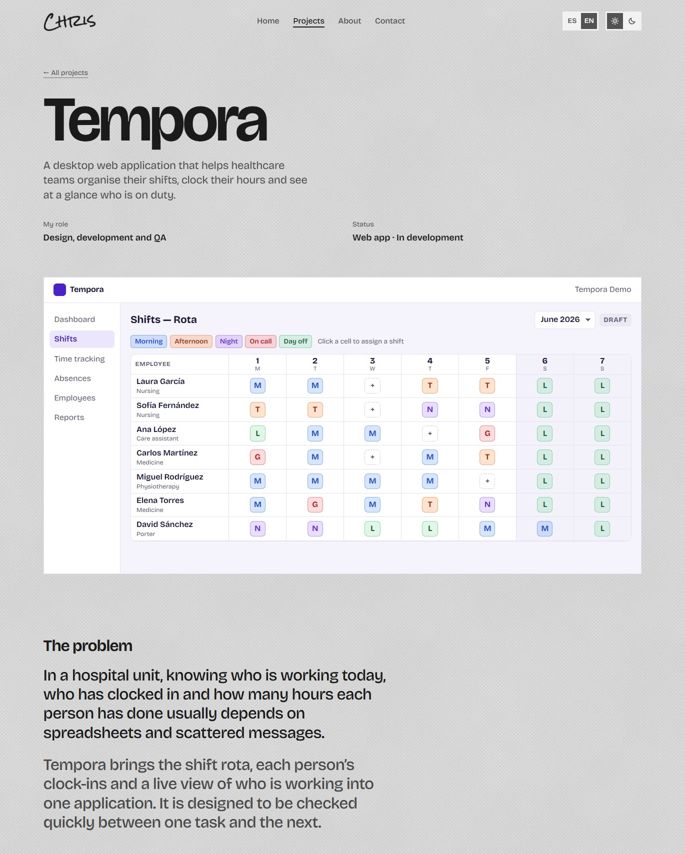 CHRIS
Home Projects About Contact
ES EN
← All projects
Tempora
A desktop web application that helps healthcare
teams organise their shifts, clock their hours and see
at a glance who is on duty.
My role
Design, development and QA
Status
Web app · In development
Tempora
Tempora Demo
Dashboard
Shifts
Time tracking
Absences
Employees
Reports
Shifts — Rota
June 2026
DRAFT
Morning Afternoon Night On call Day off Click a cell to assign a shift
EMPLOYEE 1 2 3 4 5 6 7
M T W T F S S
Laura García M M + T T L L
Nursing
Sofía Fernández T T + N N L L
Nursing
Ana López L M M + G L L
Care assistant
Carlos Martínez G M + M T L L
Medicine
Miguel Rodríguez M M M M + L L
Physiotherapy
Elena Torres M G M T N L L
Medicine
David Sánchez N N L L M M L
Porter
The problem
In a hospital unit, knowing who is working today,
who has clocked in and how many hours each
person has done usually depends on
spreadsheets and scattered messages.
Tempora brings the shift rota, each person's
clock-ins and a live view of who is working into
one application. It is designed to be checked
quickly between one task and the next.